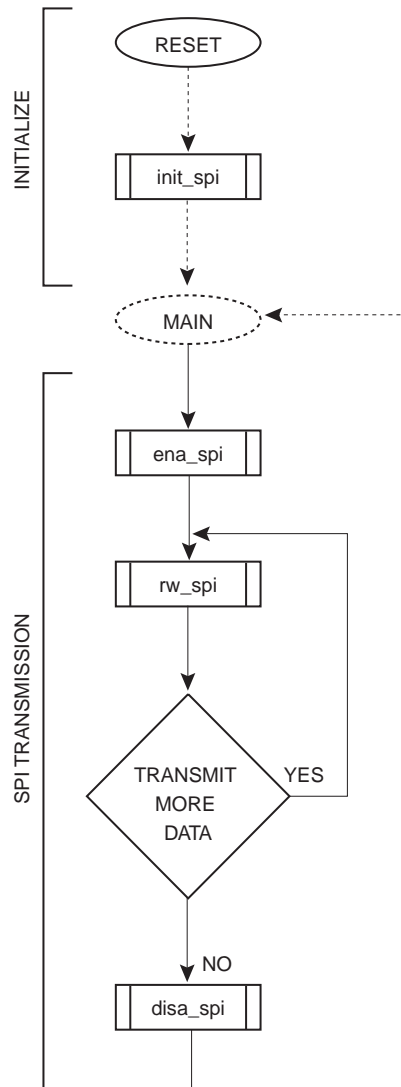 INITIALIZE
RESET
init_spi
MAIN
SPI TRANSMISSION
ena_spi
rw_spi
TRANSMIT
MORE
DATA
YES
NO
disa_spi